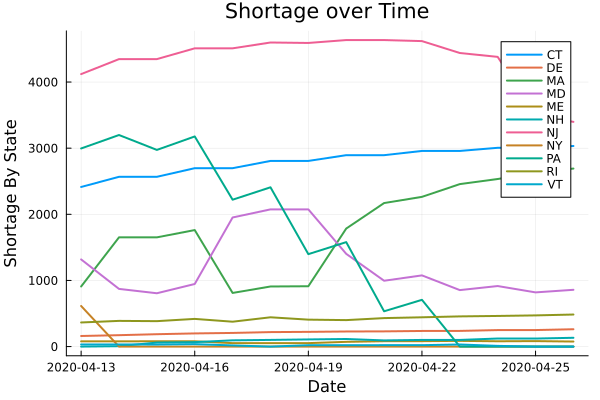 Shortage over Time
Shortage By State
4000
3000
2000
1000
0
CT
DE
MA
MD
ME
NH
NJ
NY
PA
RI
VT
2020-04-13
2020-04-16
2020-04-19
2020-04-22
2020-04-25
Date